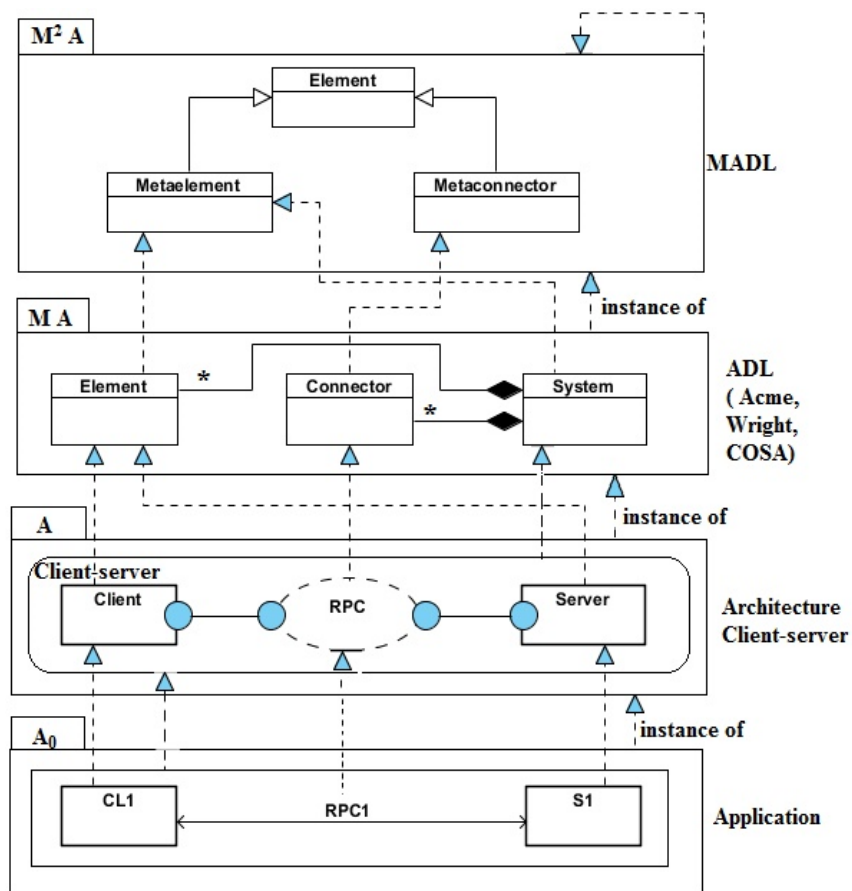 M² A
Element
Metaelement
Metaconnector
MADL
instance of
M A
Element
*
Connector
*
System
ADL
( Acme,
Wright,
COSA)
instance of
A
Client-server
Client
RPC
Server
Architecture
Client-server
instance of
A₀
CL1
RPC1
S1
Application